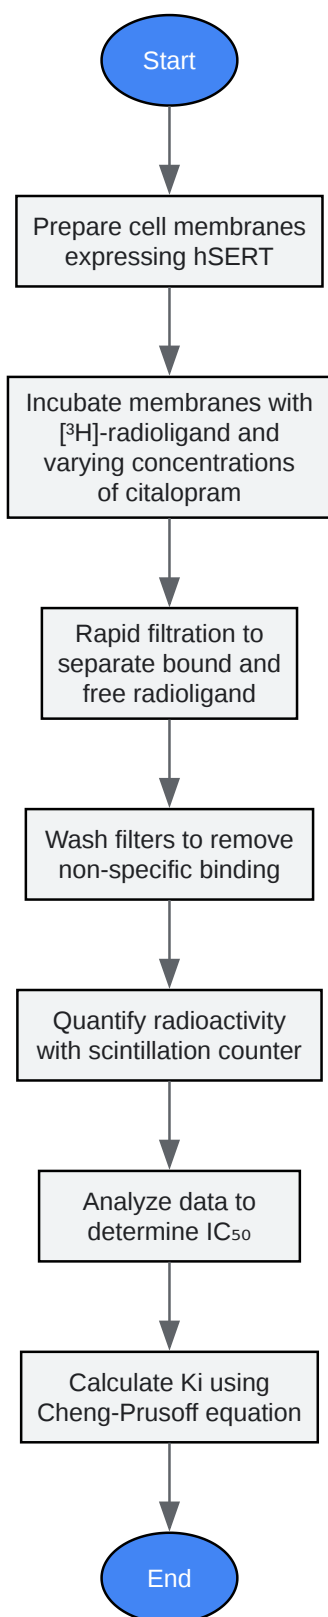 Start
Prepare cell membranes
expressing hSERT
Incubate membranes with
[³H]-radioligand and
varying concentrations
of citalopram
Rapid filtration to
separate bound and
free radioligand
Wash filters to remove
non-specific binding
Quantify radioactivity
with scintillation counter
Analyze data to
determine IC₅₀
Calculate Ki using
Cheng-Prusoff equation
End